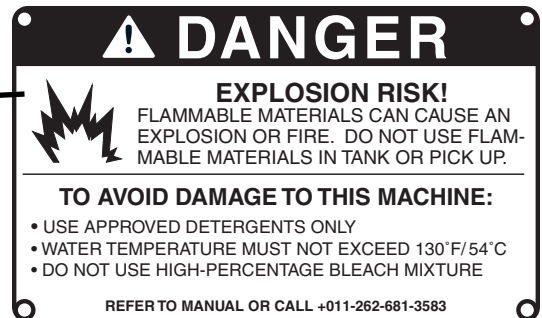 DANGER
EXPLOSION RISK!
FLAMMABLE MATERIALS CAN CAUSE AN
EXPLOSION OR FIRE. DO NOT USE FLAM-
MABLE MATERIALS IN TANK OR PICK UP.
TO AVOID DAMAGE TO THIS MACHINE:
• USE APPROVED DETERGENTS ONLY
• WATER TEMPERATURE MUST NOT EXCEED 130˚F/54˚C
• DO NOT USE HIGH-PERCENTAGE BLEACH MIXTURE
REFER TO MANUAL OR CALL +011-262-681-3583